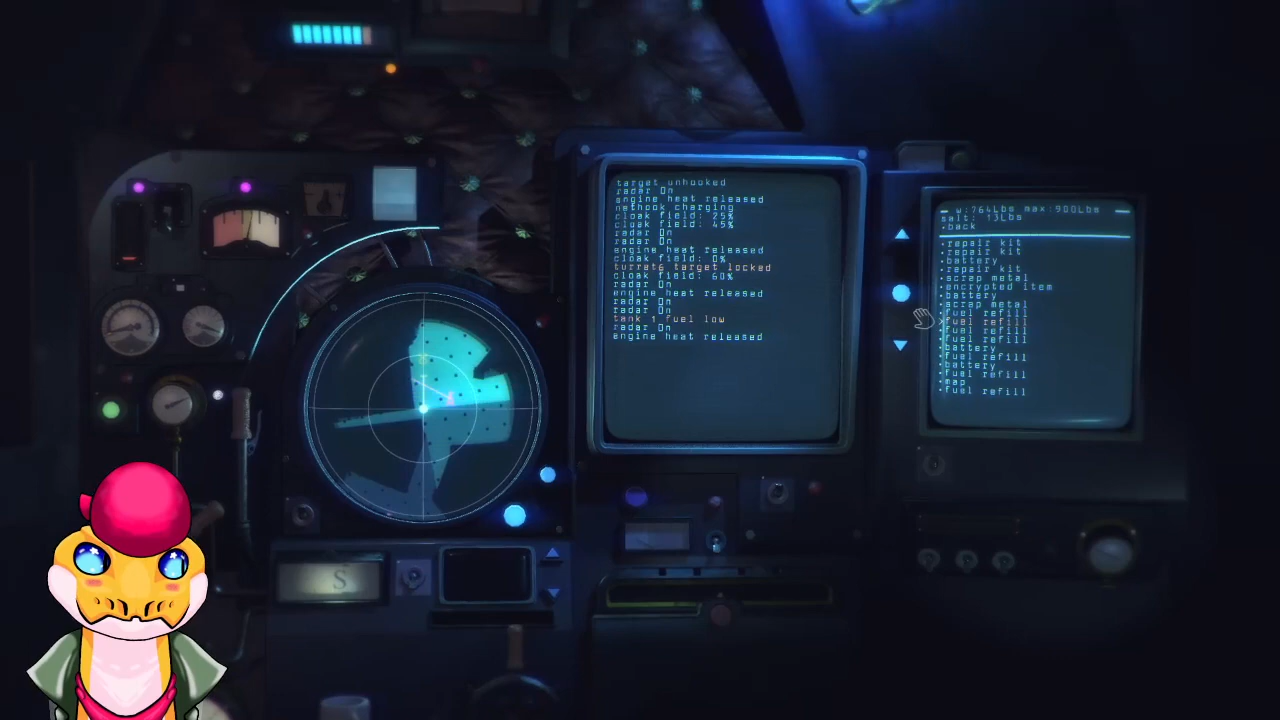 target unhooked
radar On
engine heat released
nethook charging
cloak field: 25%
cloak field: 45%
radar On
radar On
engine heat released
cloak field: 0%
turret6 target locked
cloak field: 60%
radar On
engine heat released
radar On
radar On
tank 1 fuel low
radar On
engine heat released
w:764Lbs max:900Lbs
salt: 13Lbs
•back
•repair kit
•repair kit
•battery
•repair kit
•scrap metal
•encrypted item
•battery
•scrap metal
•fuel refill
•fuel refill
•fuel refill
•fuel refill
•battery
•fuel refill
•battery
•fuel refill
•map
•fuel refill
S